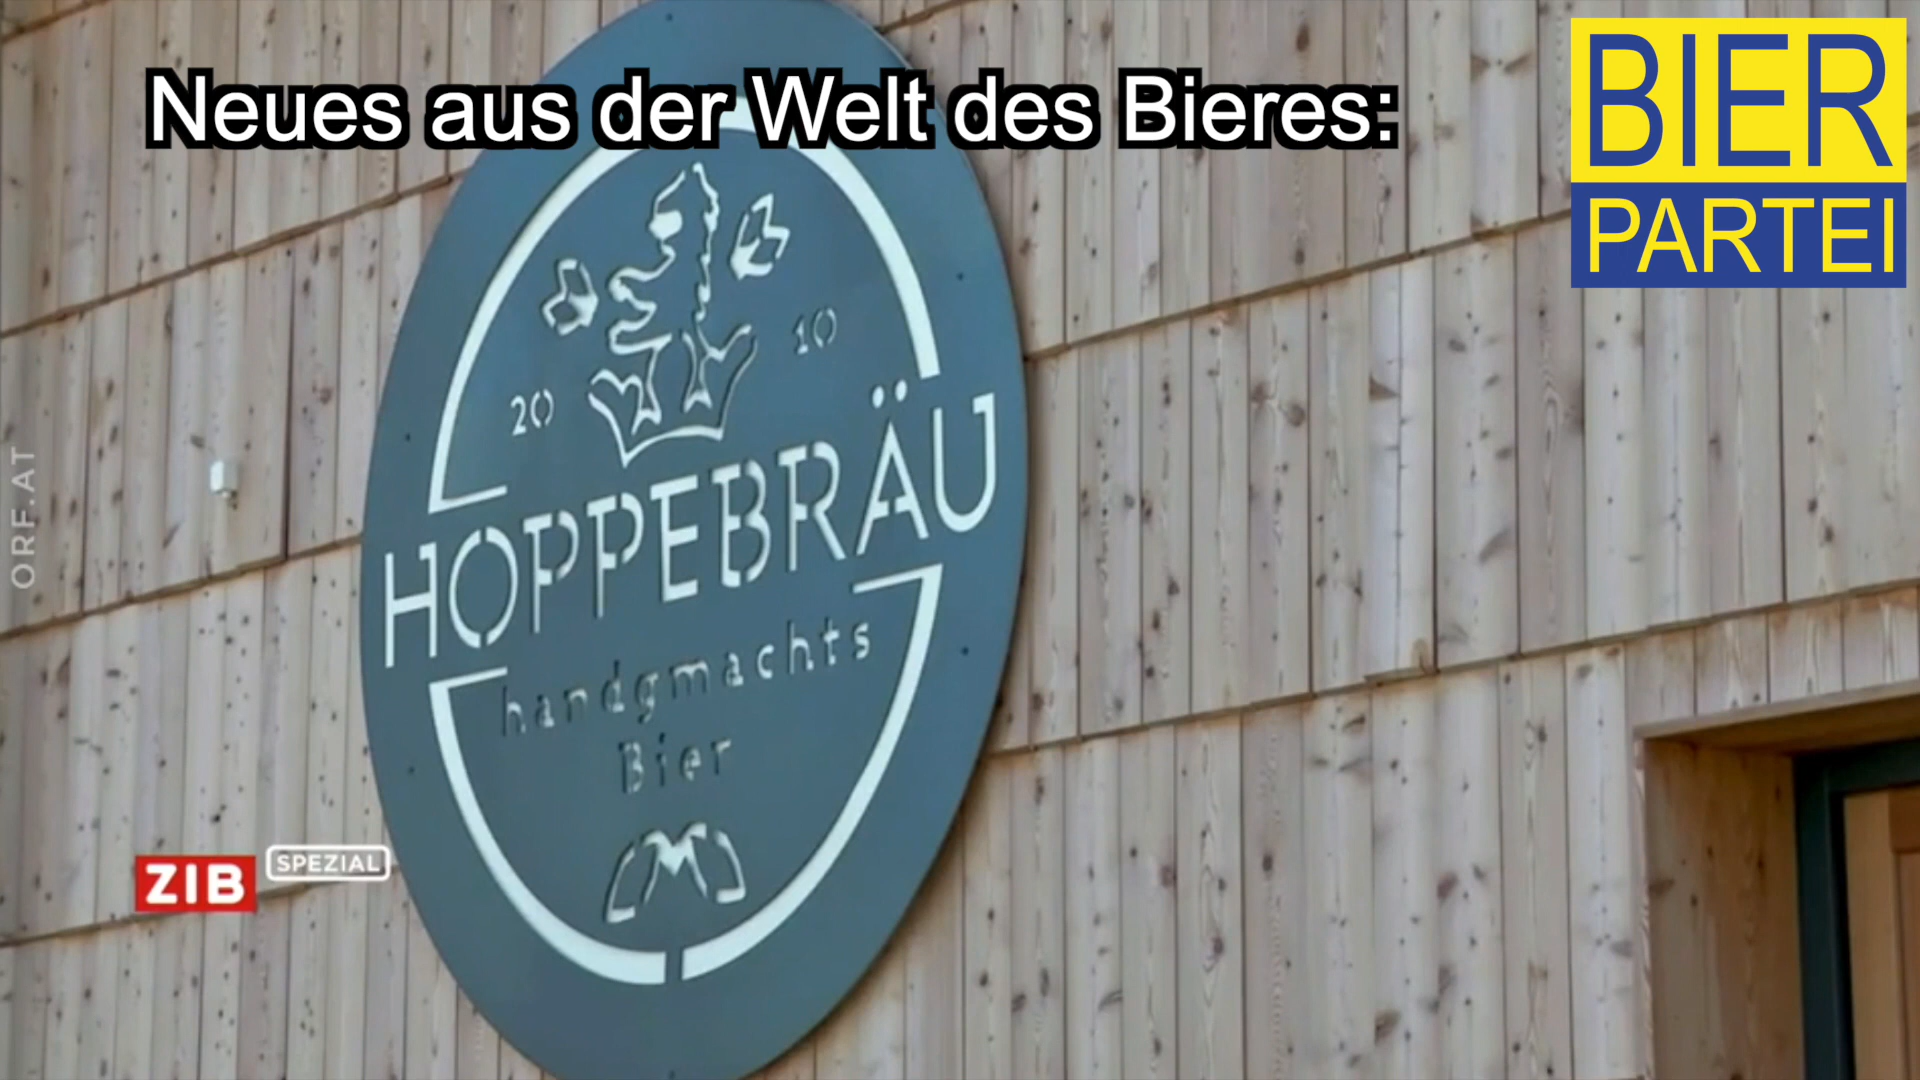 Neues aus der Welt des Bieres:
BIER
PARTEI
20 10
HOPPEBRÄU
handgmachts
Bier
ORF.AT
ZIB SPEZIAL